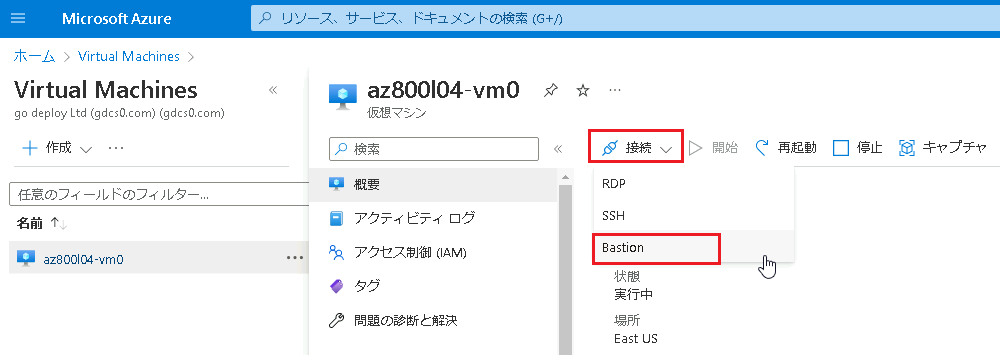 Microsoft Azure
リソース、サービス、ドキュメントの検索 (G+/)
ホーム > Virtual Machines >
Virtual Machines
go deploy Ltd (gdcs0.com) (gdcs0.com)
+ 作成 ...
任意のフィールドのフィルター...
名前 ↑↓
az800l04-vm0 ...
az800l04-vm0 ...
仮想マシン
検索
概要
アクティビティ ログ
アクセス制御 (IAM)
タグ
問題の診断と解決
接続 開始 再起動 停止 キャプチャ
RDP
SSH
Bastion
状態
実行中
場所
East US